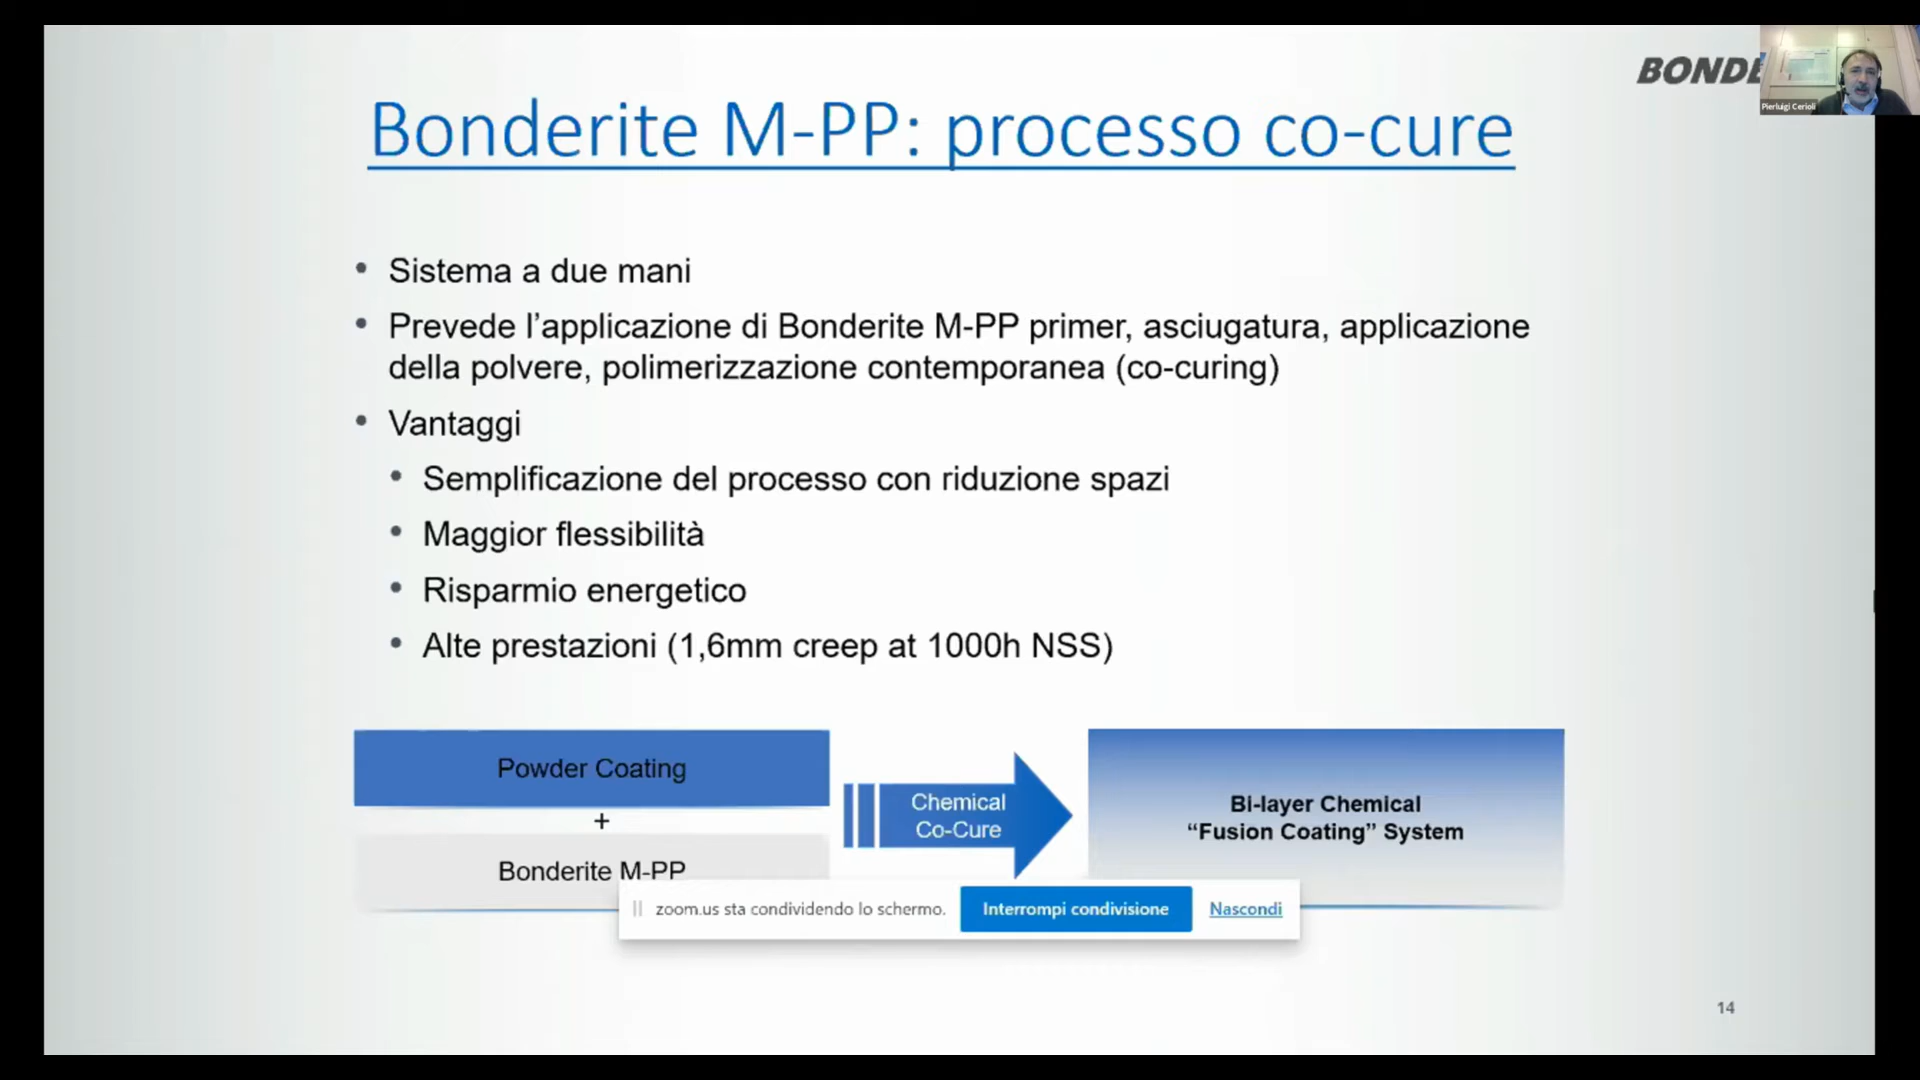 BONDE
Pierluigi Cerioli
Bonderite M-PP: processo co-cure
• Sistema a due mani
• Prevede l’applicazione di Bonderite M-PP primer, asciugatura, applicazione
della polvere, polimerizzazione contemporanea (co-curing)
• Vantaggi
• Semplificazione del processo con riduzione spazi
• Maggior flessibilità
• Risparmio energetico
• Alte prestazioni (1,6mm creep at 1000h NSS)
Powder Coating
+
Bonderite M-PP
Chemical
Co-Cure
Bi-layer Chemical
“Fusion Coating” System
zoom.us sta condividendo lo schermo.
Interrompi condivisione
Nascondi
14